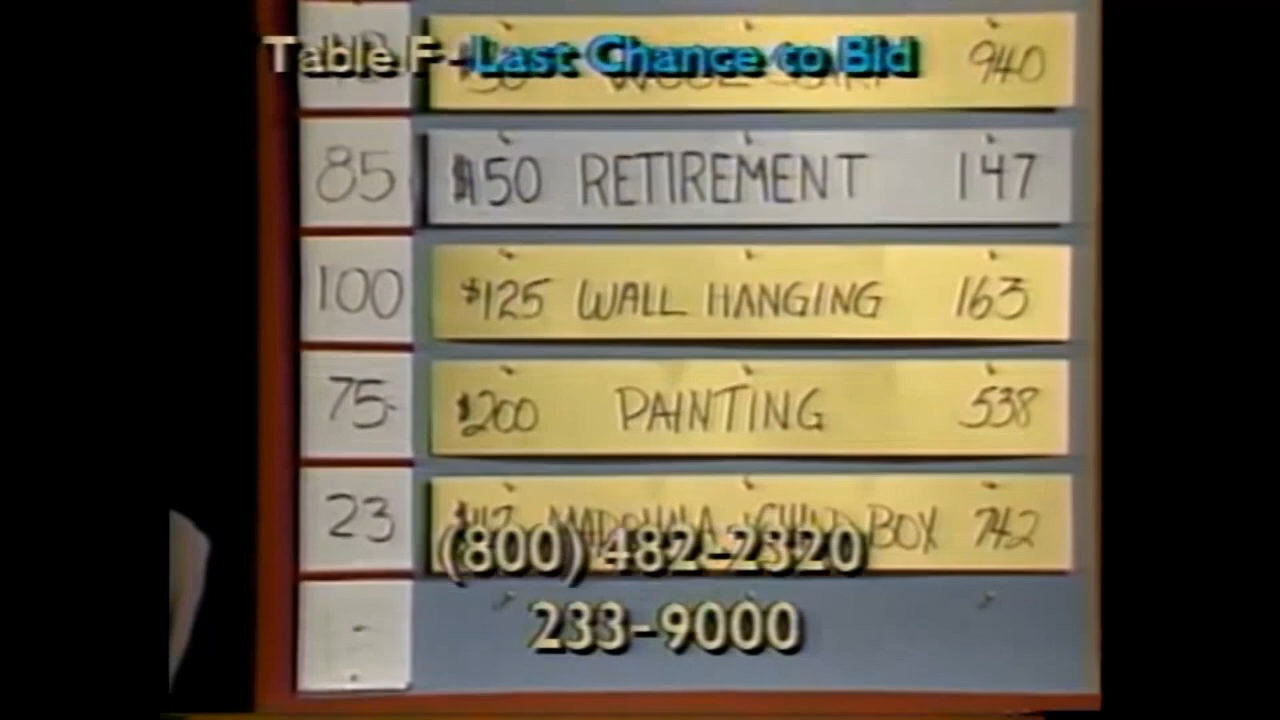 Table F - Last Chance to Bid
940
85 $150 RETIREMENT 147
100 $125 WALL HANGING 163
75- $200 PAINTING 538
23 BOX 742
(800) 482-2320
233-9000